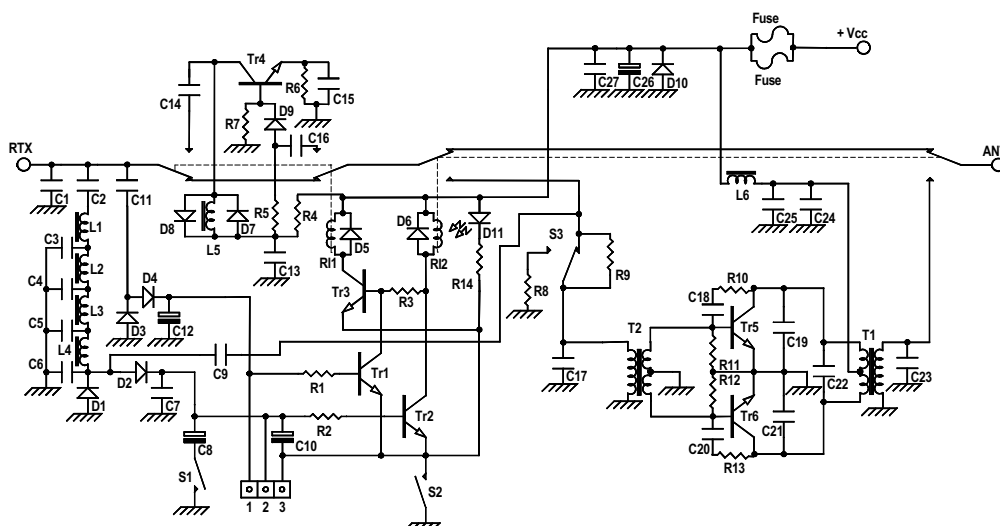 Fuse
+ Vcc
Fuse
Tr4
R6
C15
C14
D9
R7
C16
C27
C26
D10
RTX
AN
C1
C2
C11
L1
C3
L2
C4
L3
C5
L4
C6
D1
D2
C7
D4
D3
C12
D8
L5
D7
R5
R4
C13
Rl1
D5
D6
Rl2
D11
R14
Tr3
R3
C9
R1
Tr1
R2
Tr2
C8
C10
S1
1
2
3
S2
S3
R8
R9
C17
T2
L6
C25
C24
R10
C18
Tr5
R11
R12
C19
Tr6
C20
R13
C21
C22
T1
C23